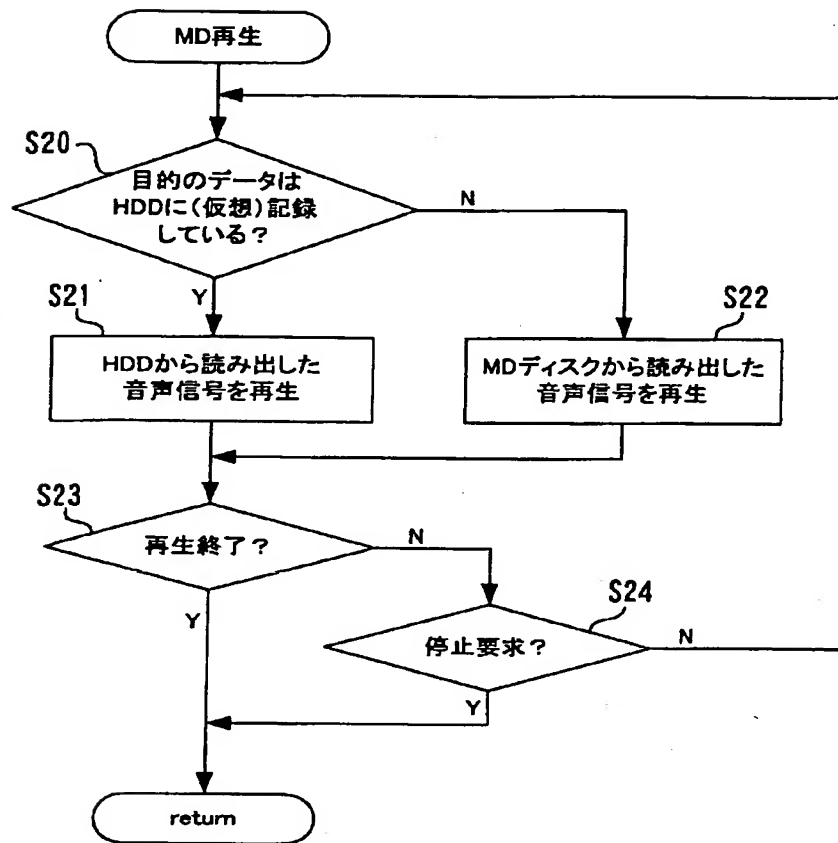 MD再生
S20
目的のデータは
HDDに(仮想)記録
している?
N
Y
S21
HDDから読み出した
音声信号を再生
S22
MDディスクから読み出した
音声信号を再生
S23
再生終了?
N
Y
S24
停止要求?
N
Y
return